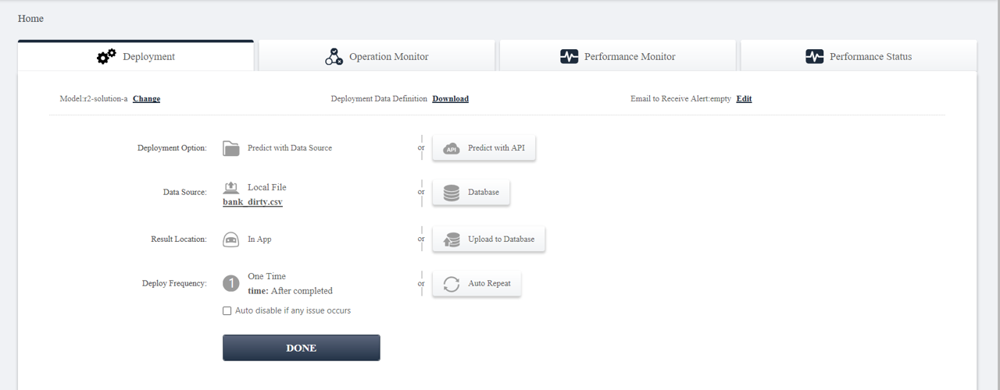 Home
Deployment
Operation Monitor
Performance Monitor
Performance Status
Model:r2-solution-a Change
Deployment Data Definition Download
Email to Receive Alert:empty Edit
Deployment Option: Predict with Data Source or API Predict with API
Data Source: Local File or Database
bank_dirty.csv
Result Location: In App or Upload to Database
Deploy Frequency: 1 One Time or Auto Repeat
time: After completed
Auto disable if any issue occurs
DONE